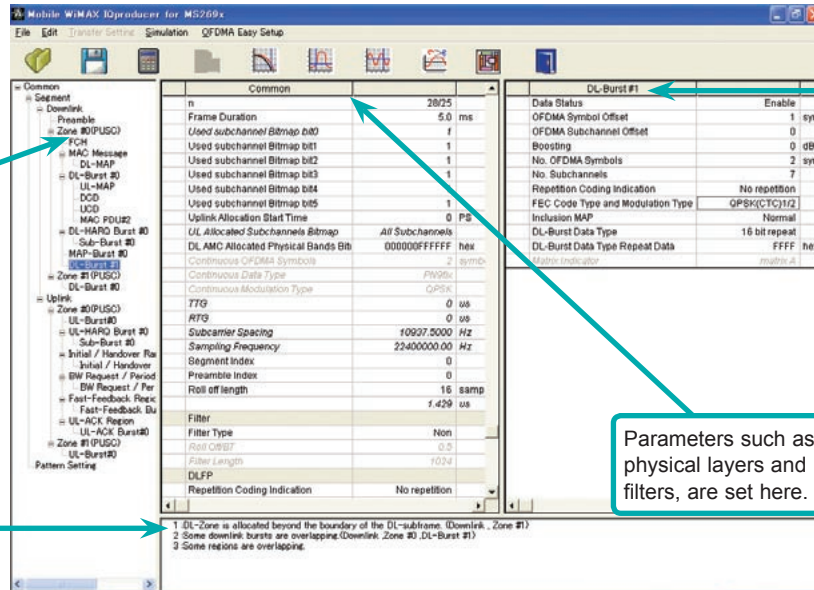 Mobile WiMAX IQproducer for MS269x
File Edit Transfer Setting Simulation OFDMA Easy Setup
Common
Segment
Downlink
Preamble
Zone #0(PUSC)
FCH
MAC Message
DL-MAP
DL-Burst #0
UL-MAP
DCD
UCD
MAC PDU#2
DL-HARQ Burst #0
Sub-Burst #0
MAP-Burst #0
DL-Burst #1
Zone #1(PUSC)
DL-Burst #0
Uplink
Zone #0(PUSC)
UL-Burst#0
UL-HARQ Burst #0
Sub-Burst #0
Initial / Handover Rar
Initial / Handover
BW Request / Period
BW Request / Per
Fast-Feedback Regic
Fast-Feedback Bu
UL-ACK Region
UL-ACK Burst#0
Zone #1(PUSC)
UL-Burst#0
Pattern Setting
Common
n 28/25
Frame Duration 5.0 ms
Used subchannel Bitmap bit0 1
Used subchannel Bitmap bit1 1
Used subchannel Bitmap bit2 1
Used subchannel Bitmap bit3 1
Used subchannel Bitmap bit4 1
Used subchannel Bitmap bit5 1
Uplink Allocation Start Time 0 PS
UL Allocated Subchannels Bitmap All Subchannels
DL AMC Allocated Physical Bands Bit 000000FFFFFF hex
Continuous OFDMA Symbols 2 symb
Continuous Data Type PN9fix
Continuous Modulation Type QPSK
TTG 0 us
RTG 0 us
Subcarrier Spacing 10937.5000 Hz
Sampling Frequency 22400000.00 Hz
Segment Index 0
Preamble Index 0
Roll off length 16 samp
1.429 us
Filter
Filter Type Non
Roll Off/BT 0.5
Filter Length 1024
DLFP
Repetition Coding Indication No repetition
DL-Burst #1
Data Status Enable
OFDMA Symbol Offset 1 sy
OFDMA Subchannel Offset 0
Boosting 0 dB
No. OFDMA Symbols 2 sy
No. Subchannels 7
Repetition Coding Indication No repetition
FEC Code Type and Modulation Type QPSK(CTC)1/2
Inclusion MAP Normal
DL-Burst Data Type 16 bit repeat
DL-Burst Data Type Repeat Data FFFF he
Matrix Indicator matrix A
Parameters such as
physical layers and
filters, are set here.
1 :DL-Zone is allocated beyond the boundary of the DL-subframe. (Downlink , Zone #1)
2 :Some downlink bursts are overlapping.(Downlink ,Zone #0 ,DL-Burst #1)
3 :Some regions are overlapping.